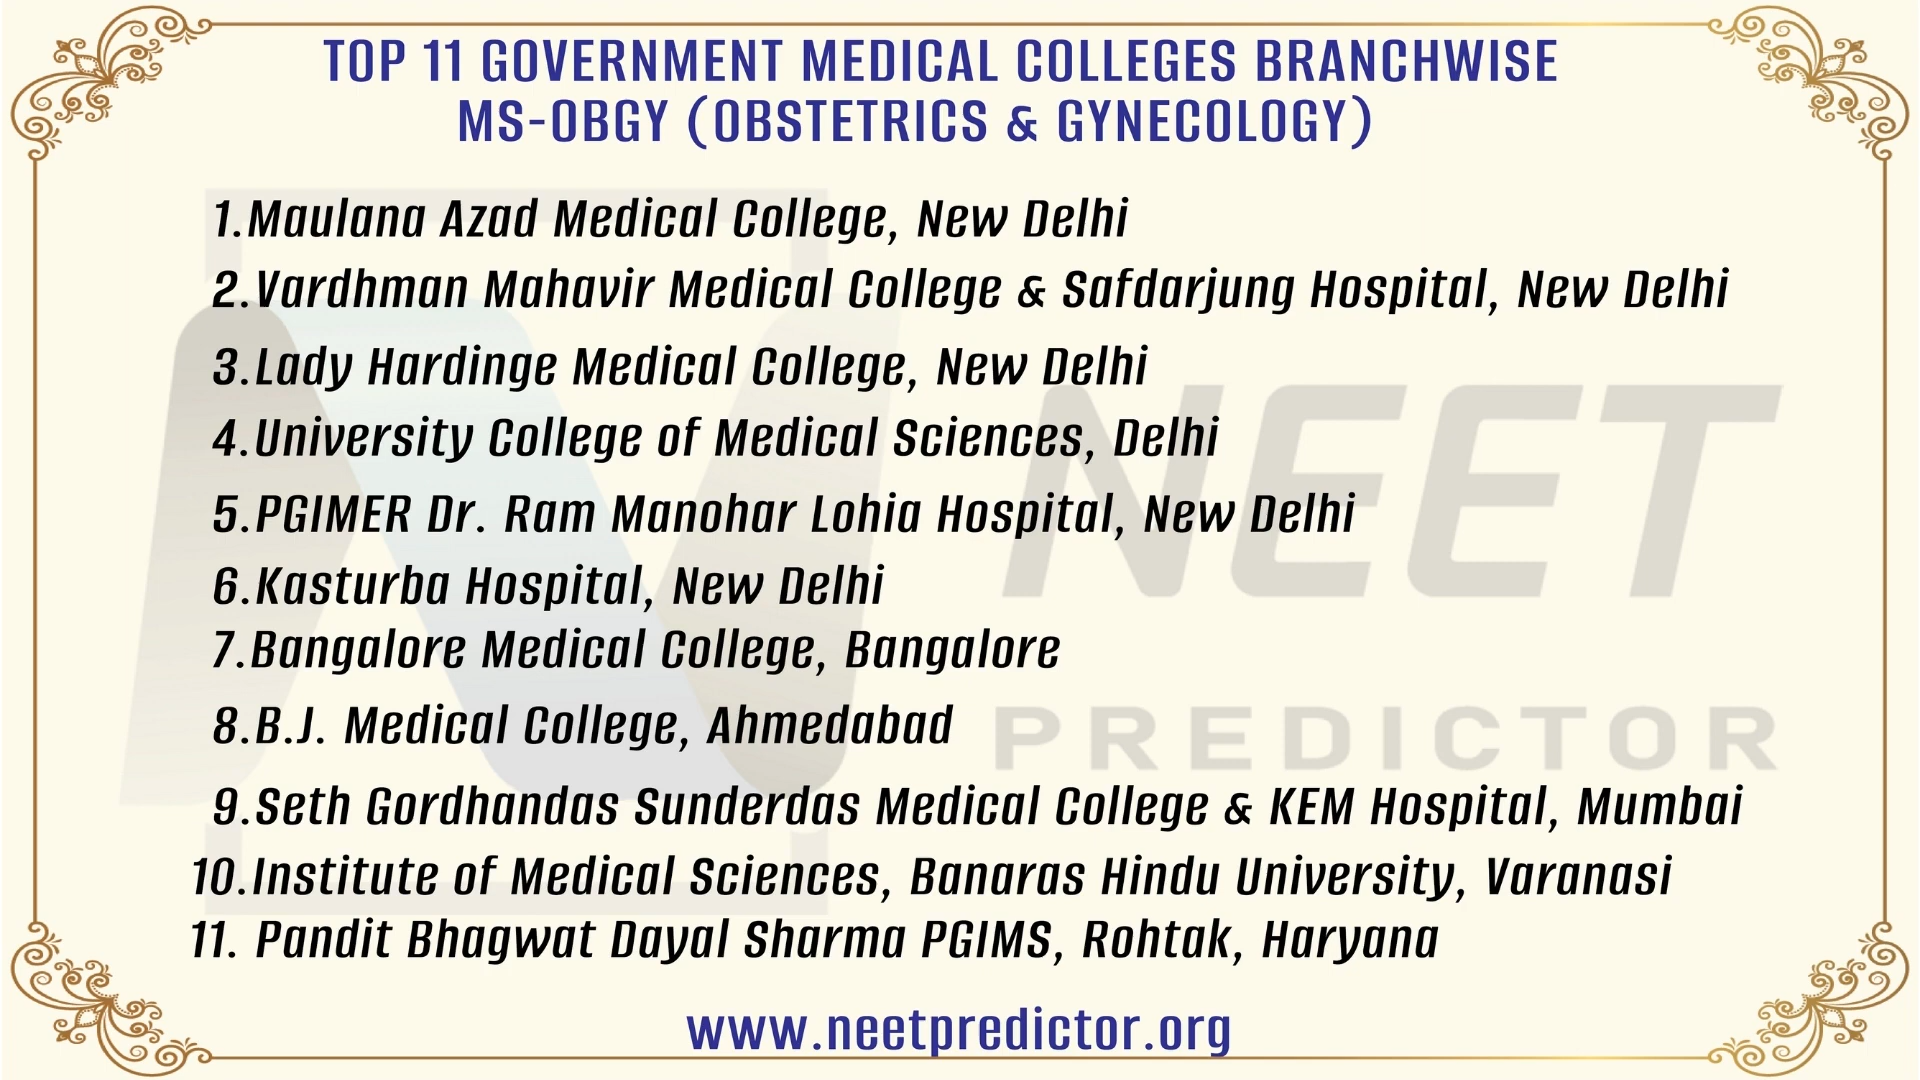 TOP 11 GOVERNMENT MEDICAL COLLEGES BRANCHWISE
MS-OBGY (OBSTETRICS & GYNECOLOGY)
1.Maulana Azad Medical College, New Delhi
2.Vardhman Mahavir Medical College & Safdarjung Hospital, New Delhi
3.Lady Hardinge Medical College, New Delhi
4.University College of Medical Sciences, Delhi
5.PGIMER Dr. Ram Manohar Lohia Hospital, New Delhi
NEET
6.Kasturba Hospital, New Delhi
7.Bangalore Medical College, Bangalore
8.B.J. Medical College, Ahmedabad
PREDICTOR
9.Seth Gordhandas Sunderdas Medical College & KEM Hospital, Mumbai
10.Institute of Medical Sciences, Banaras Hindu University, Varanasi
11. Pandit Bhagwat Dayal Sharma PGIMS, Rohtak, Haryana
www.neetpredictor.org